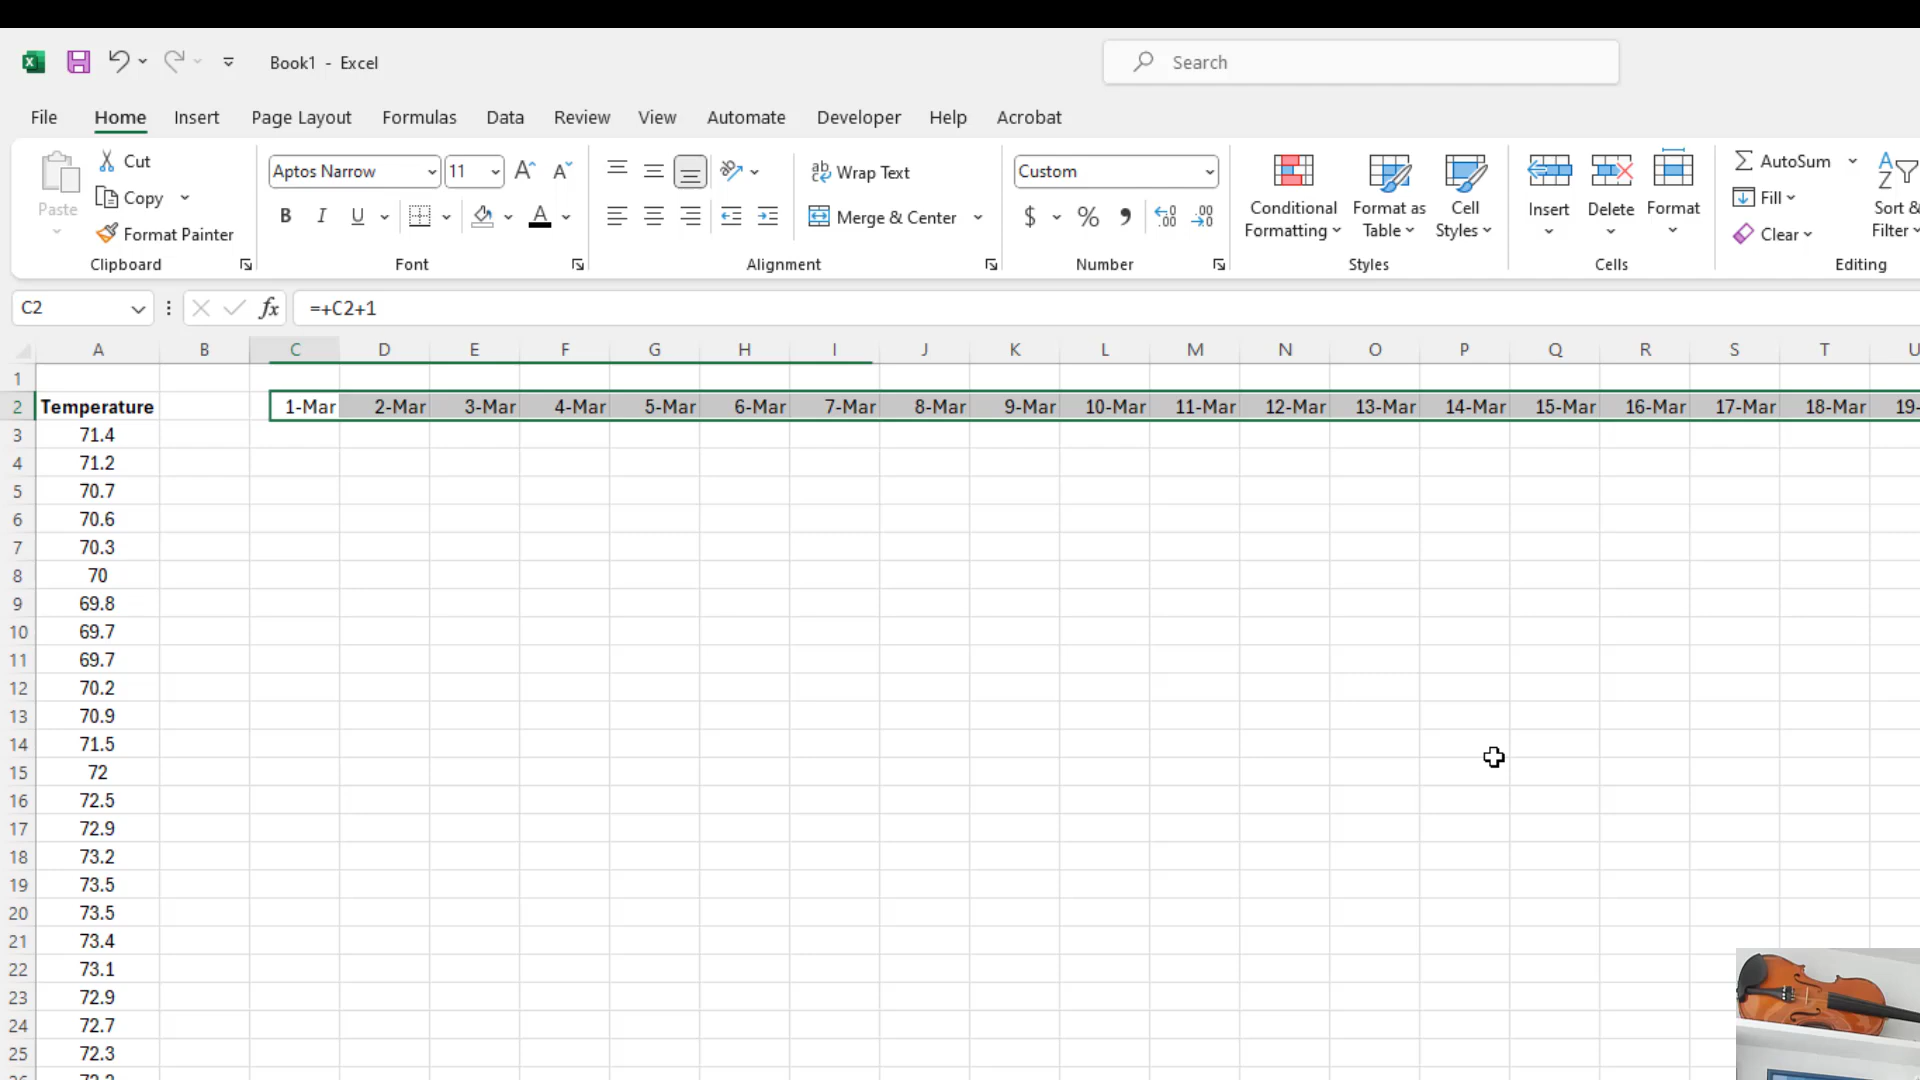 Book1 - Excel
Search
File Home Insert Page Layout Formulas Data Review View Automate Developer Help Acrobat
Paste
Cut
Copy
Format Painter
Clipboard
Aptos Narrow 11
B I U
Font
Wrap Text
Merge & Center
Alignment
Custom
$ %
Number
Conditional Formatting
Format as Table
Cell Styles
Styles
Insert Delete Format
Cells
AutoSum
Fill
Clear
Sort &
Filter
Editing
C2 fx =+C2+1
A B C D E F G H I J K L M N O P Q R S T U
1
2 Temperature 1-Mar 2-Mar 3-Mar 4-Mar 5-Mar 6-Mar 7-Mar 8-Mar 9-Mar 10-Mar 11-Mar 12-Mar 13-Mar 14-Mar 15-Mar 16-Mar 17-Mar 18-Mar 19-
3 71.4
4 71.2
5 70.7
6 70.6
7 70.3
8 70
9 69.8
10 69.7
11 69.7
12 70.2
13 70.9
14 71.5
15 72
16 72.5
17 72.9
18 73.2
19 73.5
20 73.5
21 73.4
22 73.1
23 72.9
24 72.7
25 72.3